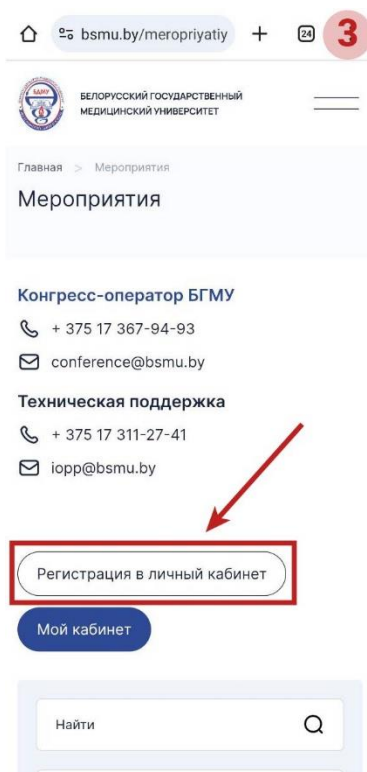 bsmu.by/meropriyatiy
24
3
БГМУ
БЕЛОРУССКИЙ ГОСУДАРСТВЕННЫЙ
МЕДИЦИНСКИЙ УНИВЕРСИТЕТ
Главная > Мероприятия
Мероприятия
Конгресс-оператор БГМУ
+ 375 17 367-94-93
conference@bsmu.by
Техническая поддержка
+ 375 17 311-27-41
iopp@bsmu.by
Регистрация в личный кабинет
Мой кабинет
Найти